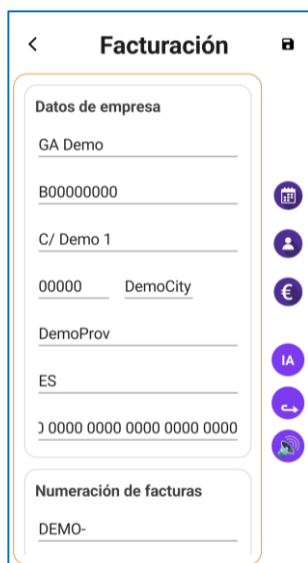 Facturación
Datos de empresa
GA Demo
B00000000
C/ Demo 1
00000 DemoCity
DemoProv
ES
0000 0000 0000 0000 0000
Numeración de facturas
DEMO-
€
IA